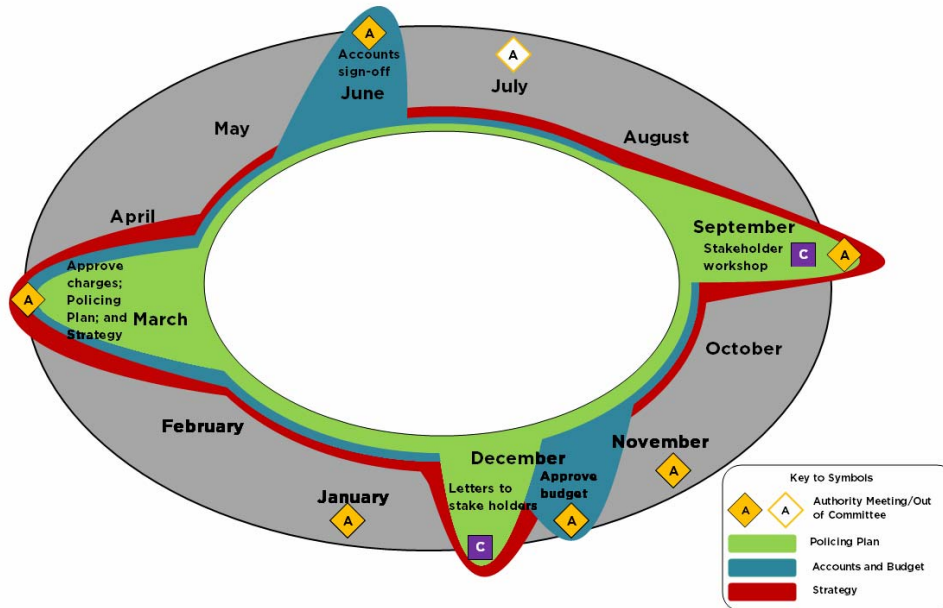 A
Accounts
sign-off
June
A
July
May
August
April
September
Stakeholder
workshop
C
A
Approve
charges;
Policing
Plan; and
Strategy
A
March
October
February
November
A
December
Letters to
stake holders
Approve
budget
January
A
C
A
Key to Symbols
A
A
Authority Meeting/Out
of Committee
Policing Plan
Accounts and Budget
Strategy